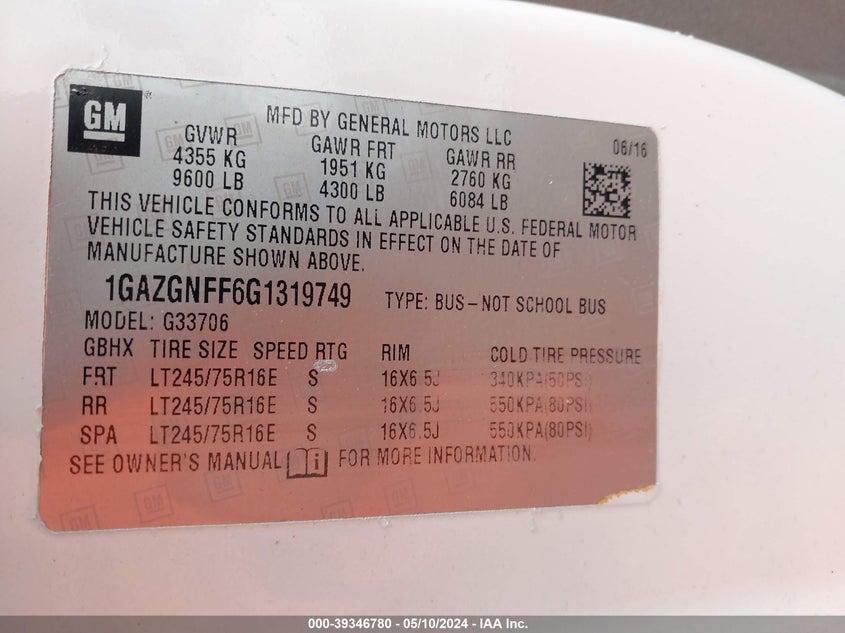 GM
MFD BY GENERAL MOTORS LLC
06/16
GVWR GAWR FRT GAWR RR
4355 KG 1951 KG 2760 KG
9600 LB 4300 LB 6084 LB
THIS VEHICLE CONFORMS TO ALL APPLICABLE U.S. FEDERAL MOTOR
VEHICLE SAFETY STANDARDS IN EFFECT ON THE DATE OF
MANUFACTURE SHOWN ABOVE.
1GAZGNFF6G1319749 TYPE: BUS-NOT SCHOOL BUS
MODEL: G33706
GBHX TIRE SIZE SPEED RTG RIM COLD TIRE PRESSURE
FRT LT245/75R16E S 16X6.5J 340KPA(50PSI)
RR LT245/75R16E S 16X6.5J 550KPA(80PSI)
SPA LT245/75R16E S 16X6.5J 550KPA(80PSI)
SEE OWNER'S MANUAL FOR MORE INFORMATION.
000-39346780 - 05/10/2024 - IAA Inc.